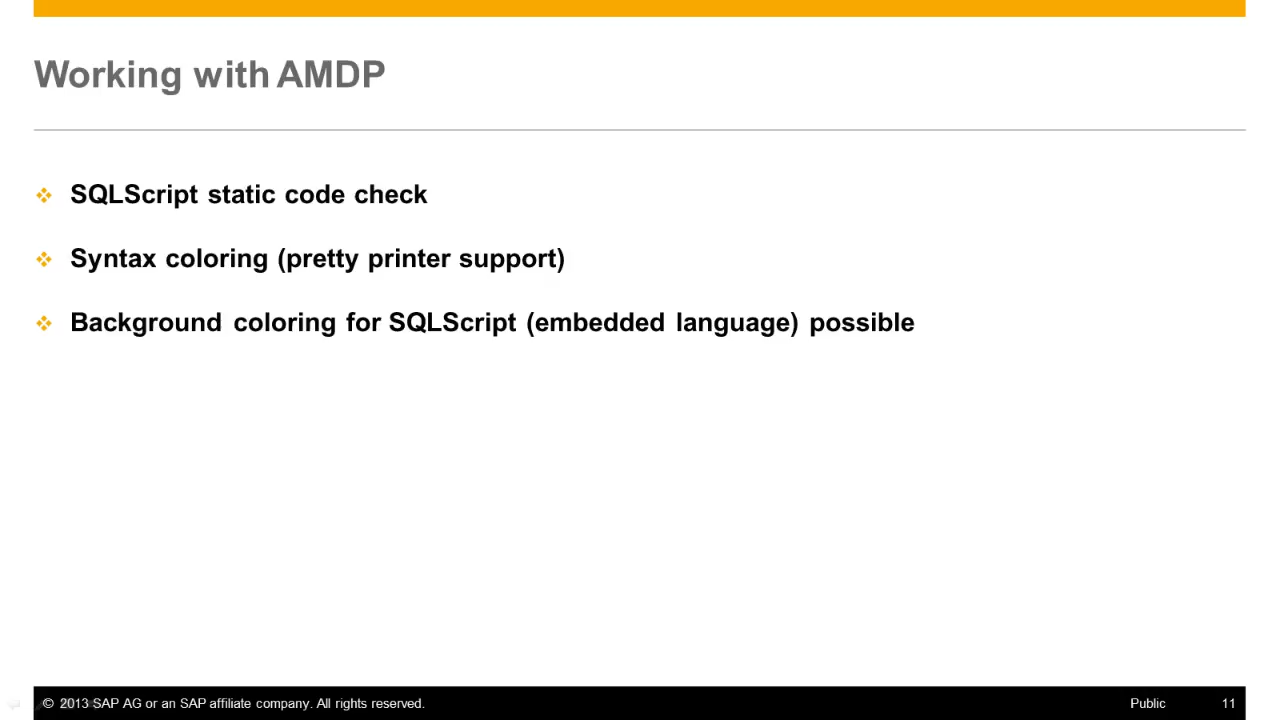 Working with AMDP
SQLScript static code check
Syntax coloring (pretty printer support)
Background coloring for SQLScript (embedded language) possible
© 2013 SAP AG or an SAP affiliate company. All rights reserved.
Public
11